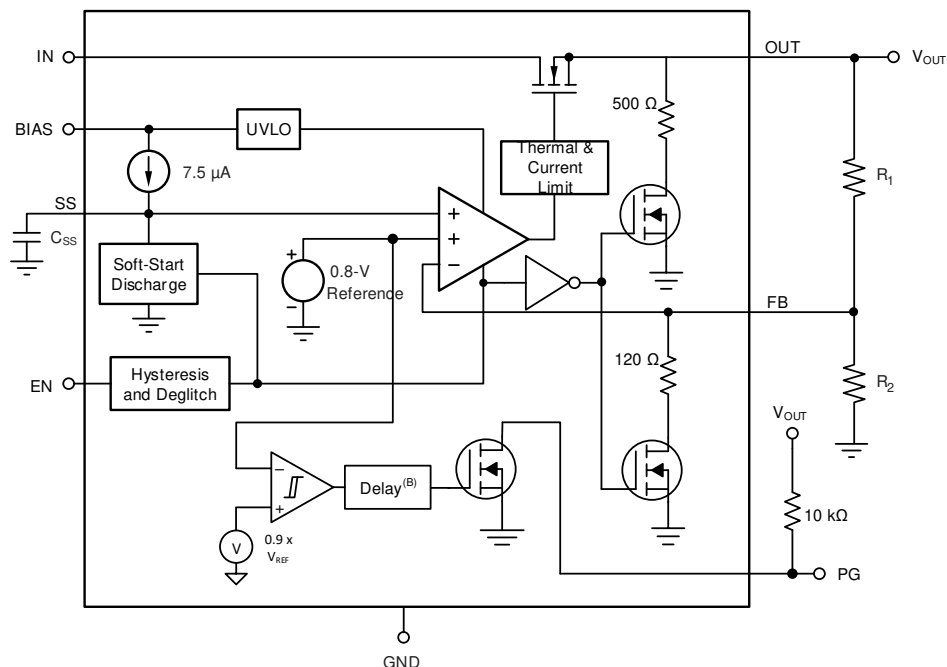 IN
OUT
V_OUT
500 Ω
BIAS
UVLO
Thermal &
Current
Limit
7.5 µA
R_1
SS
C_SS
+
+
−
Soft-Start
Discharge
+
0.8-V
Reference
−
FB
EN
Hysteresis
and Deglitch
120 Ω
R_2
V_OUT
−
+
Delay(B)
10 kΩ
V
0.9 x
V_REF
PG
GND